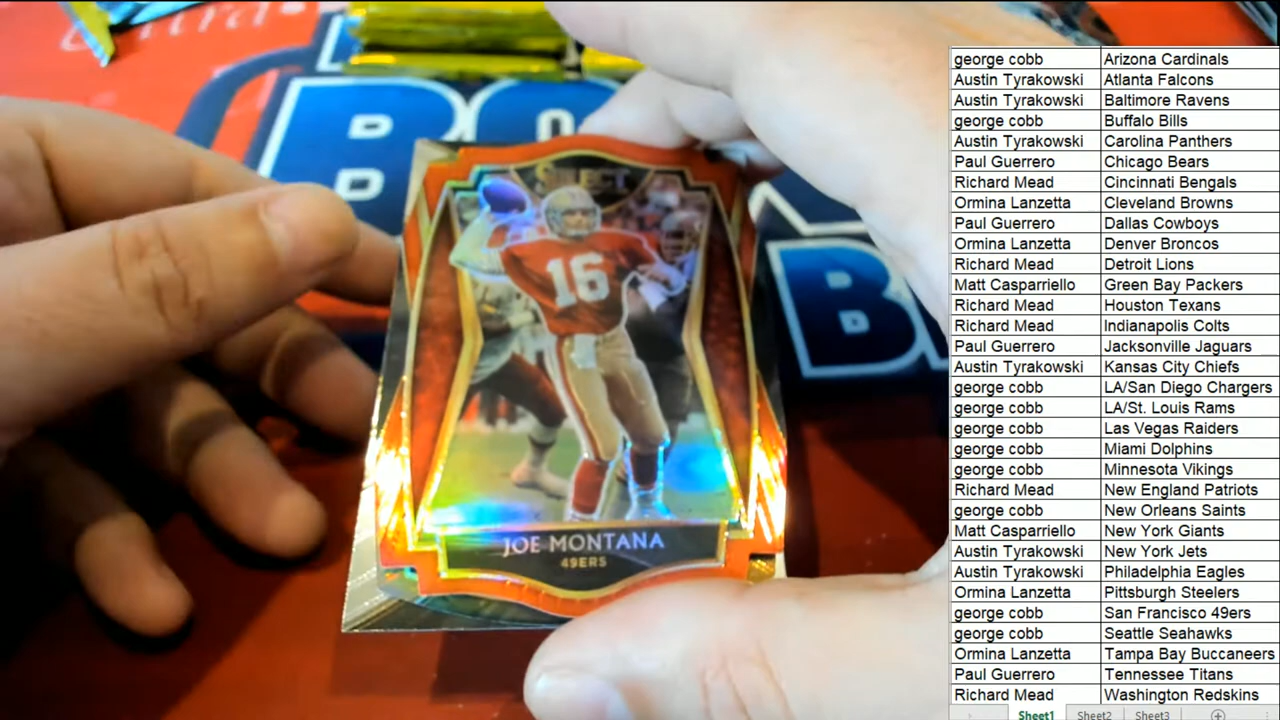 SELECT
16
JOE MONTANA
49ERS
george cobb Arizona Cardinals
Austin Tyrakowski Atlanta Falcons
Austin Tyrakowski Baltimore Ravens
george cobb Buffalo Bills
Austin Tyrakowski Carolina Panthers
Paul Guerrero Chicago Bears
Richard Mead Cincinnati Bengals
Ormina Lanzetta Cleveland Browns
Paul Guerrero Dallas Cowboys
Ormina Lanzetta Denver Broncos
Richard Mead Detroit Lions
Matt Casparriello Green Bay Packers
Richard Mead Houston Texans
Richard Mead Indianapolis Colts
Paul Guerrero Jacksonville Jaguars
Austin Tyrakowski Kansas City Chiefs
george cobb LA/San Diego Chargers
george cobb LA/St. Louis Rams
george cobb Las Vegas Raiders
george cobb Miami Dolphins
george cobb Minnesota Vikings
Richard Mead New England Patriots
george cobb New Orleans Saints
Matt Casparriello New York Giants
Austin Tyrakowski New York Jets
Austin Tyrakowski Philadelphia Eagles
Ormina Lanzetta Pittsburgh Steelers
george cobb San Francisco 49ers
george cobb Seattle Seahawks
Ormina Lanzetta Tampa Bay Buccaneers
Paul Guerrero Tennessee Titans
Richard Mead Washington Redskins
Sheet1 Sheet2 Sheet3